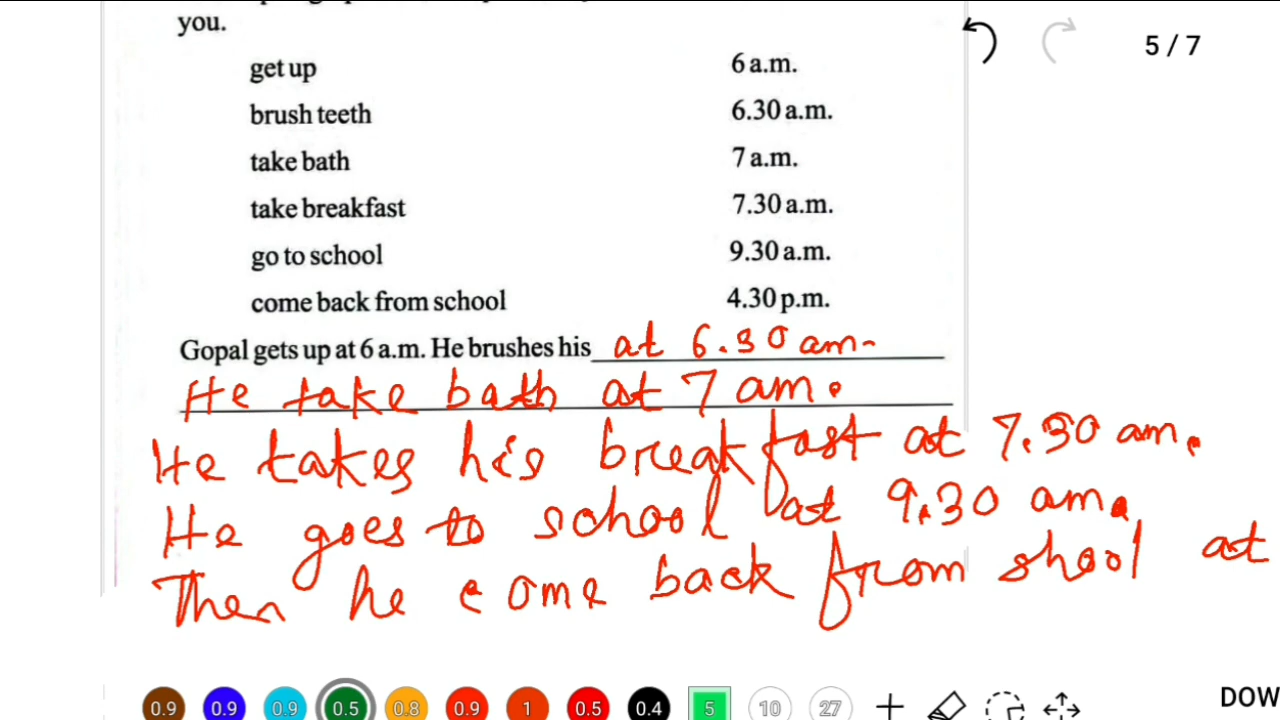 you.
get up 6 a.m.
brush teeth 6.30 a.m.
take bath 7 a.m.
take breakfast 7.30 a.m.
go to school 9.30 a.m.
come back from school 4.30 p.m.
Gopal gets up at 6 a.m. He brushes his at 6.30 am.
He take bath at 7 am.
He takes his breakfast at 7.30 am.
He goes to school at 9.30 am.
Then he come back from shool at
5 / 7
0.9 0.9 0.9 0.5 0.8 0.9 1 0.5 0.4 5 10 27
DOW